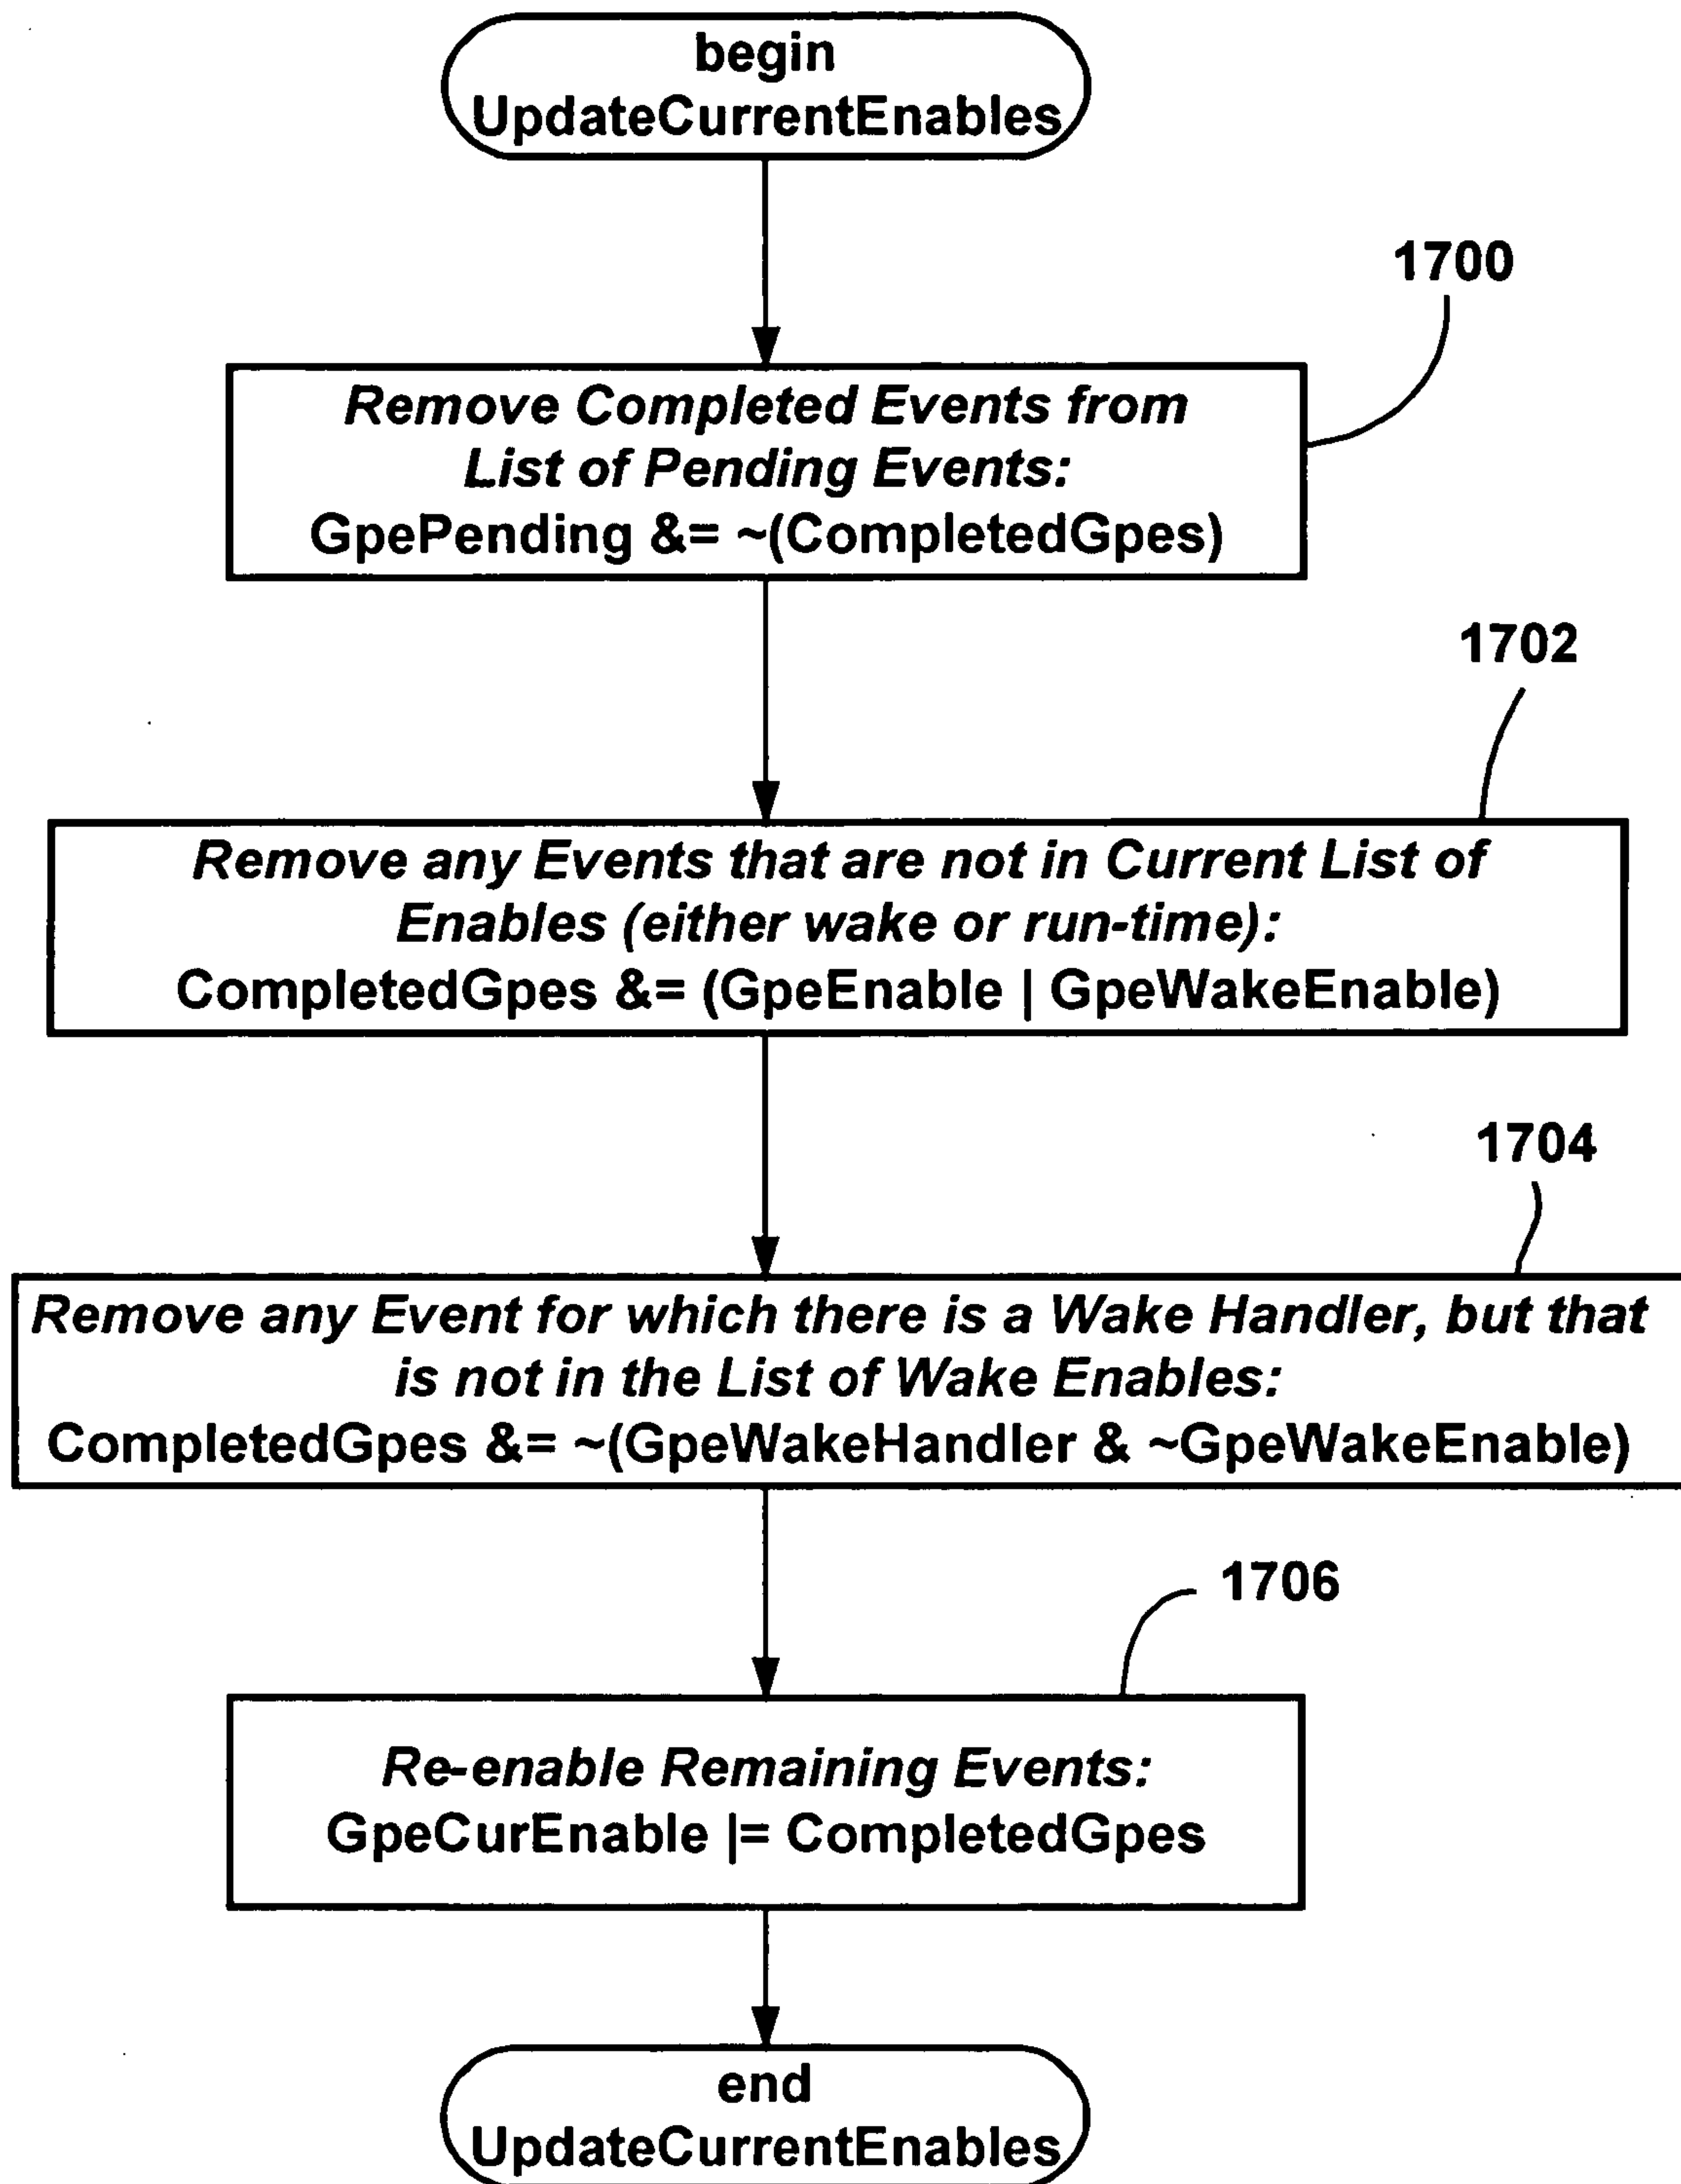 begin
UpdateCurrentEnables
1700
Remove Completed Events from
List of Pending Events:
GpePending &= ~(CompletedGpes)
1702
Remove any Events that are not in Current List of
Enables (either wake or run-time):
CompletedGpes &= (GpeEnable | GpeWakeEnable)
1704
Remove any Event for which there is a Wake Handler, but that
is not in the List of Wake Enables:
CompletedGpes &= ~(GpeWakeHandler & ~GpeWakeEnable)
1706
Re-enable Remaining Events:
GpeCurEnable |= CompletedGpes
end
UpdateCurrentEnables